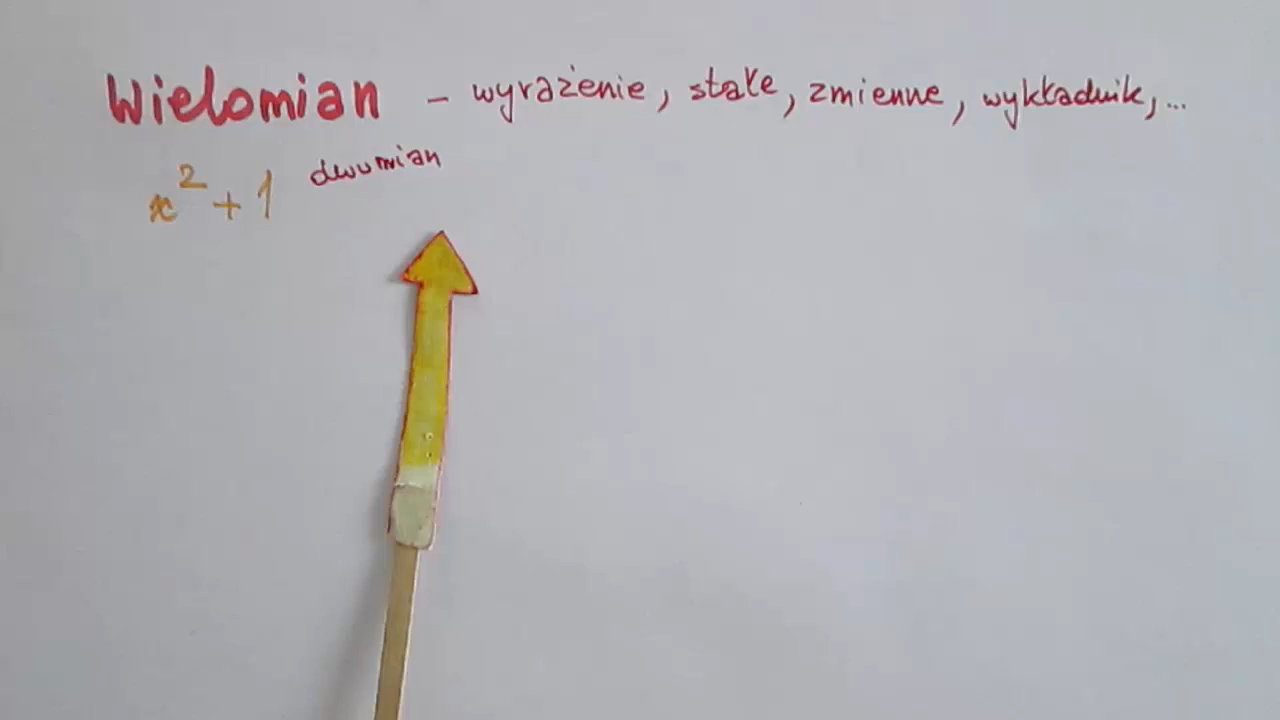 Wielomian - wyrażenie, stałe, zmienne, wykładnik, ...
x² + 1 dwumian